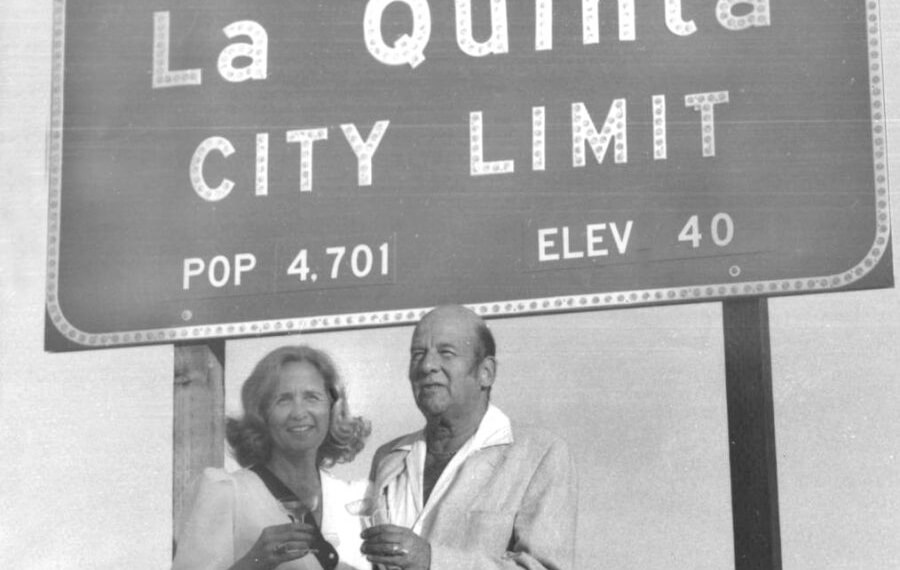 La Quinta
CITY LIMIT
POP 4,701 ELEV 40